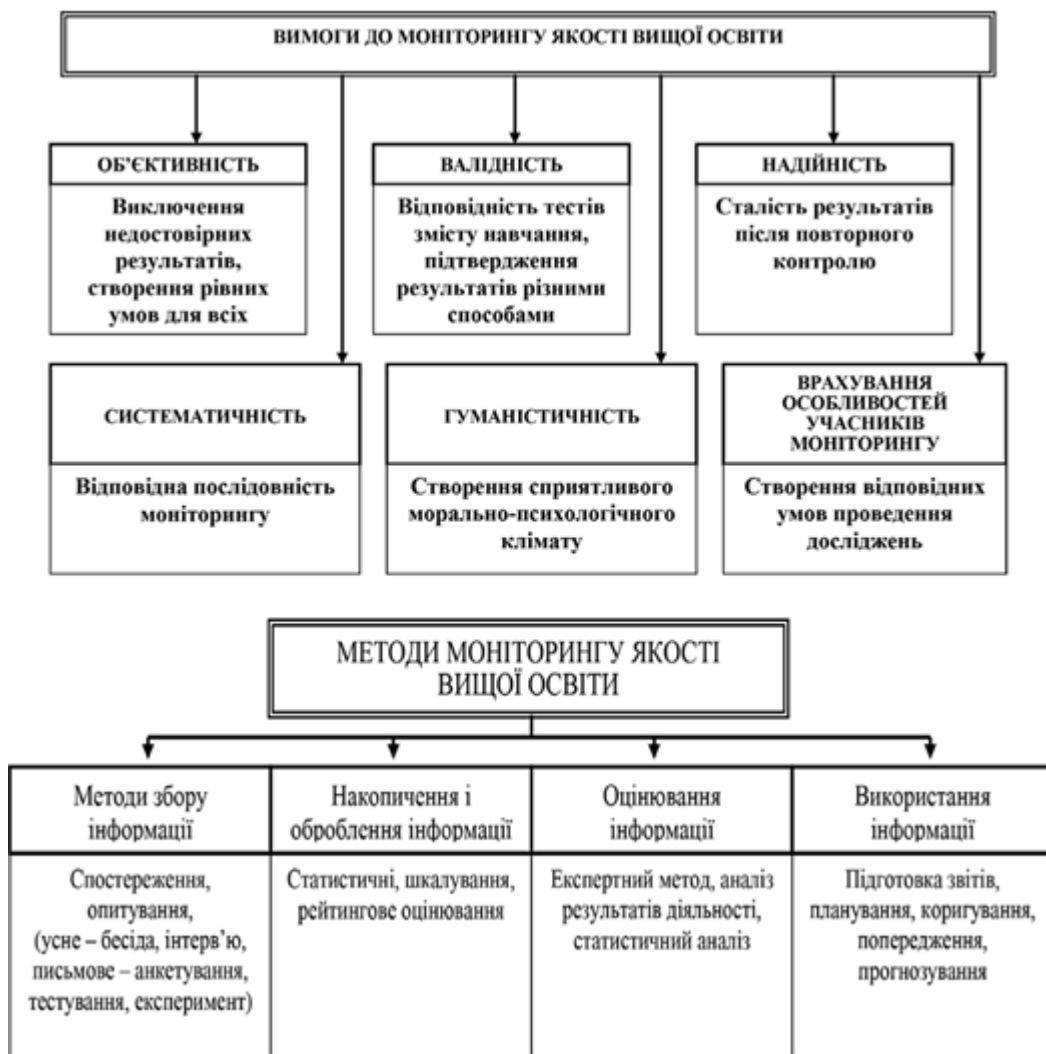 ВИМОГИ ДО МОНІТОРИНГУ ЯКОСТІ ВИЩОЇ ОСВІТИ
ОБ’ЄКТИВНІСТЬ
Виключення
недостовірних
результатів,
створення рівних
умов для всіх
ВАЛІДНІСТЬ
Відповідність тестів
змісту навчання,
підтвердження
результатів різними
способами
НАДІЙНІСТЬ
Сталість результатів
після повторного
контролю
СИСТЕМАТИЧНІСТЬ
Відповідна послідовність
моніторингу
ГУМАНІСТИЧНІСТЬ
Створення сприятливого
морально-психологічного
клімату
ВРАХУВАННЯ
ОСОБЛИВОСТЕЙ
УЧАСНИКІВ
МОНІТОРИНГУ
Створення відповідних
умов проведення
досліджень
МЕТОДИ МОНІТОРИНГУ ЯКОСТІ
ВИЩОЇ ОСВІТИ
Методи збору
інформації
Спостереження,
опитування,
(усне – бесіда, інтерв’ю,
письмове – анкетування,
тестування, експеримент)
Накопичення і
оброблення інформації
Статистичні, шкалування,
рейтингове оцінювання
Оцінювання
інформації
Експертний метод, аналіз
результатів діяльності,
статистичний аналіз
Використання
інформації
Підготовка звітів,
планування, коригування,
попередження,
прогнозування